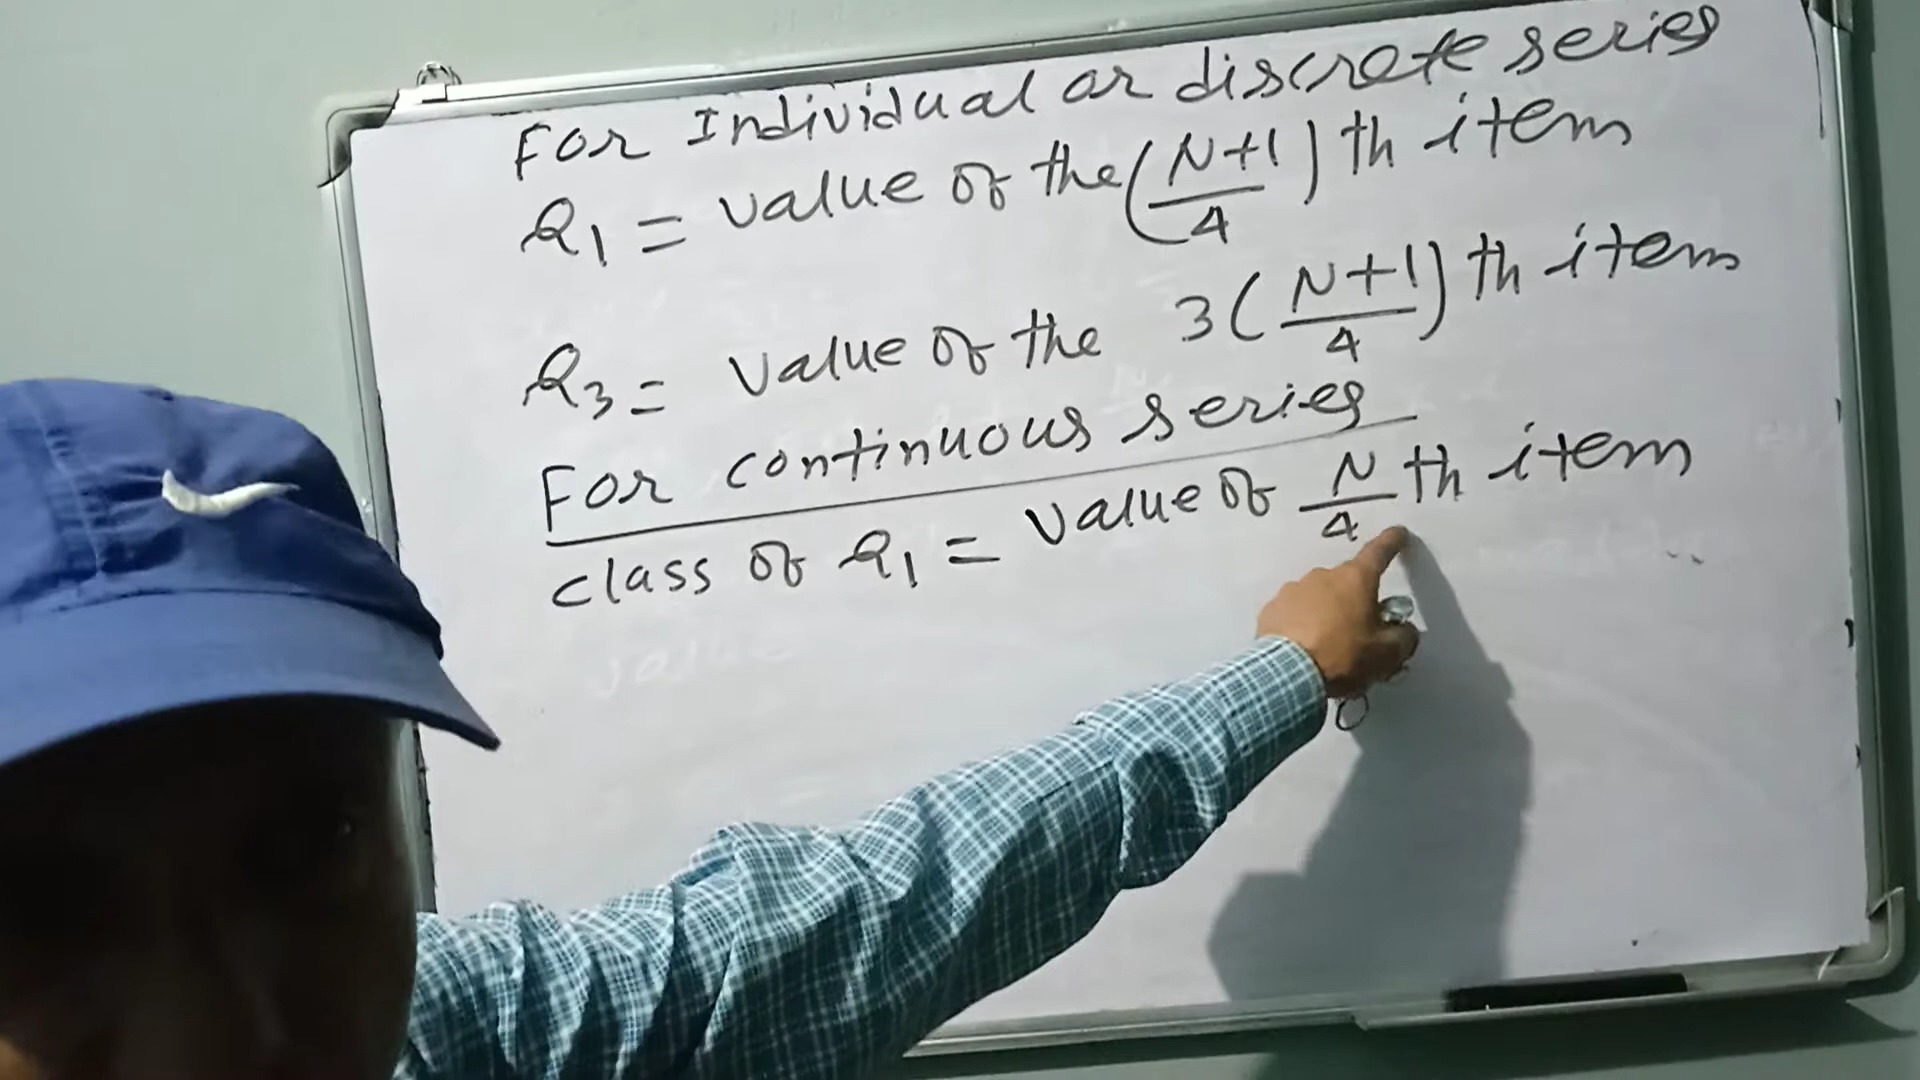 For Individual or discrete series
Q1 = value of the (N+1/4) th item
Q3 = value of the 3(N+1/4) th item
For continuous series
class of Q1 = value of N/4 th item